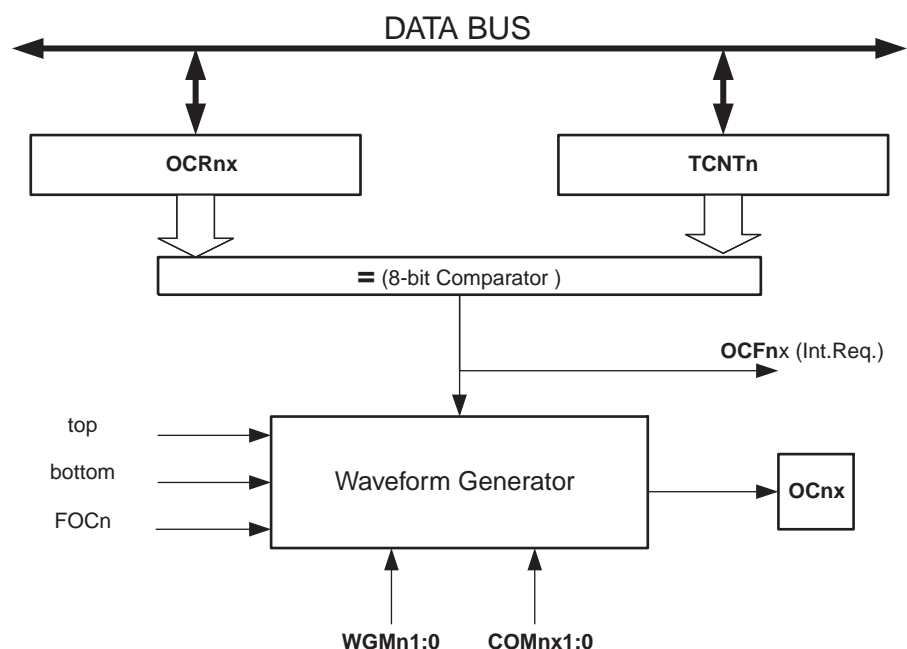 DATA BUS
OCRnx
TCNTn
= (8-bit Comparator )
OCFnx (Int.Req.)
top
bottom
FOCn
Waveform Generator
OCnx
WGMn1:0
COMnx1:0